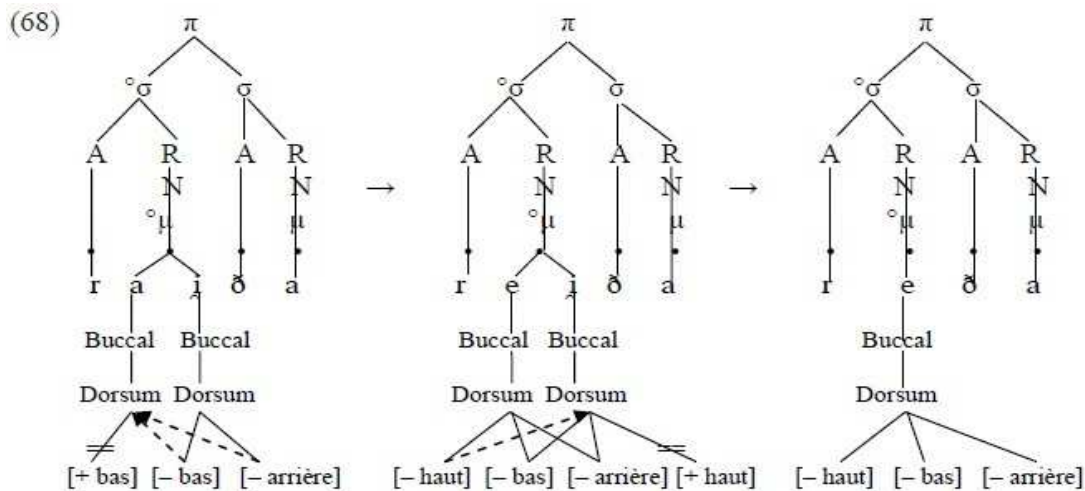 (68) π π π
°σ σ °σ σ °σ σ
A R A R A R A R A R A R
N N → N N → N N
°μ μ °μ μ °μ μ
r a i̯ ð a r e i̯ ð a r e ð a
Buccal Buccal Buccal Buccal Buccal
Dorsum Dorsum Dorsum Dorsum Dorsum
[+ bas] [– bas] [– arrière] [– haut] [– bas] [– arrière] [+ haut] [– haut] [– bas] [– arrière]